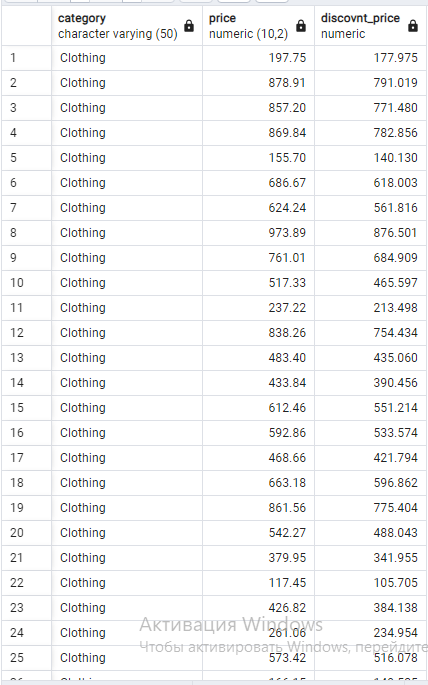 category price discovnt_price
character varying (50) numeric (10,2) numeric
1 Clothing 197.75 177.975
2 Clothing 878.91 791.019
3 Clothing 857.20 771.480
4 Clothing 869.84 782.856
5 Clothing 155.70 140.130
6 Clothing 686.67 618.003
7 Clothing 624.24 561.816
8 Clothing 973.89 876.501
9 Clothing 761.01 684.909
10 Clothing 517.33 465.597
11 Clothing 237.22 213.498
12 Clothing 838.26 754.434
13 Clothing 483.40 435.060
14 Clothing 433.84 390.456
15 Clothing 612.46 551.214
16 Clothing 592.86 533.574
17 Clothing 468.66 421.794
18 Clothing 663.18 596.862
19 Clothing 861.56 775.404
20 Clothing 542.27 488.043
21 Clothing 379.95 341.955
22 Clothing 117.45 105.705
23 Clothing 426.82 384.138
Активация Windows
24 Clothing 261.06 234.954
Чтобы активировать Windows, перейдите
25 Clothing 573.42 516.078